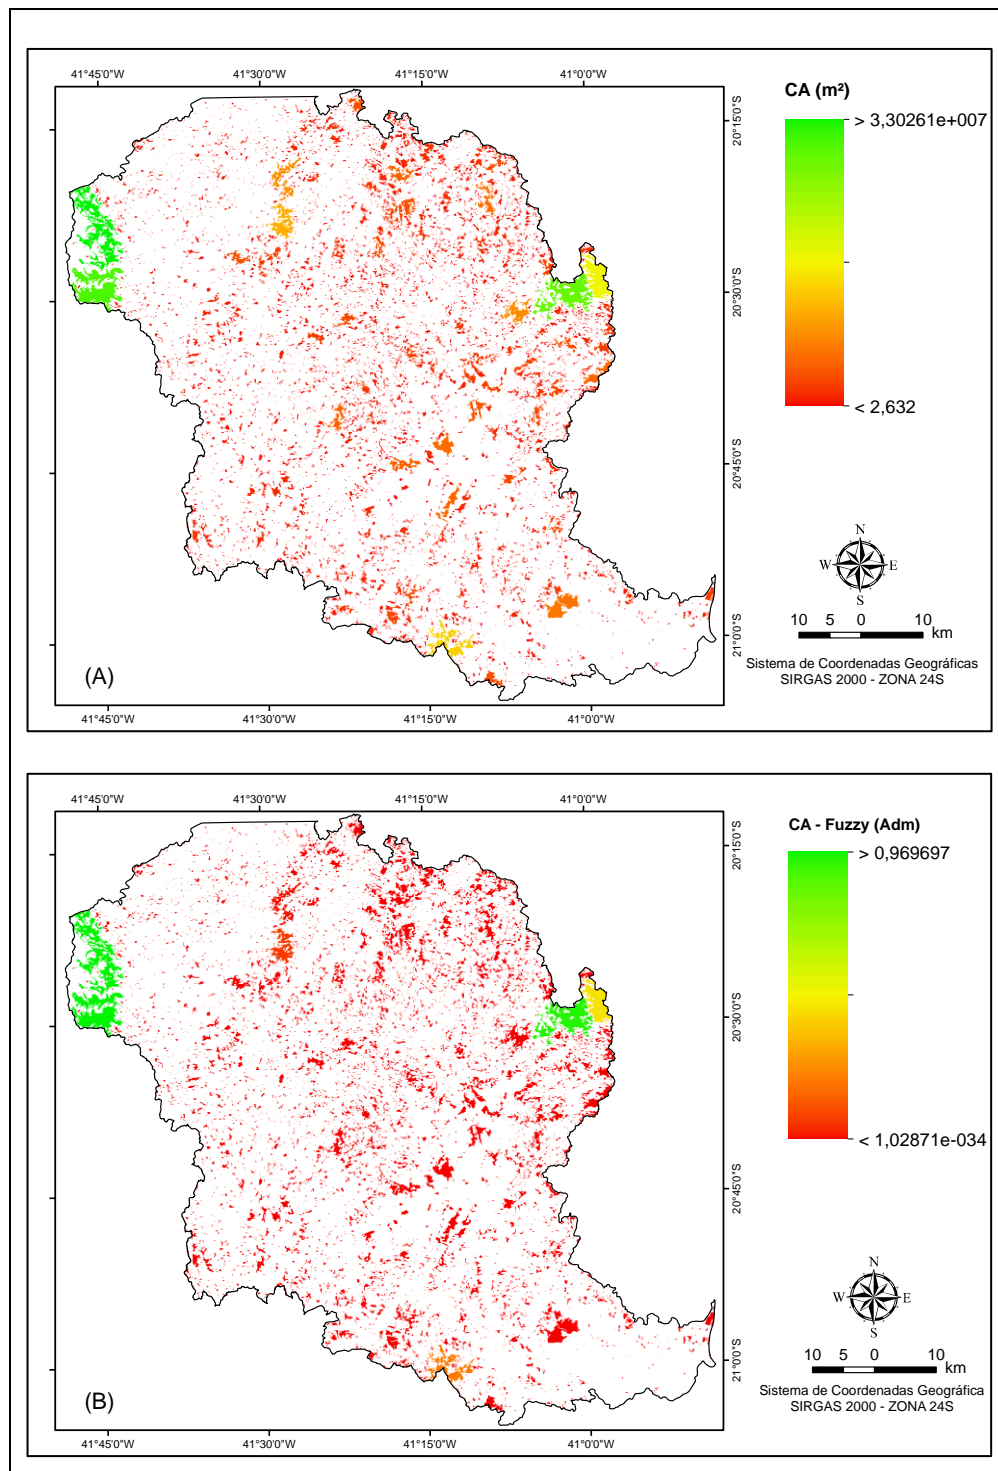 41°45'0"W 41°30'0"W 41°15'0"W 41°0'0"W
20°15'0"S
20°30'0"S
20°45'0"S
21°0'0"S
CA (m²)
> 3,30261e+007
< 2,632
N
W E
S
10 5 0 10
km
Sistema de Coordenadas Geográficas
SIRGAS 2000 - ZONA 24S
(A)
41°45'0"W 41°30'0"W 41°15'0"W 41°0'0"W
41°45'0"W 41°30'0"W 41°15'0"W 41°0'0"W
20°15'0"S
20°30'0"S
20°45'0"S
21°0'0"S
CA - Fuzzy (Adm)
> 0,969697
< 1,02871e-034
N
W E
S
10 5 0 10
km
Sistema de Coordenadas Geográfica
SIRGAS 2000 - ZONA 24S
(B)
41°45'0"W 41°30'0"W 41°15'0"W 41°0'0"W